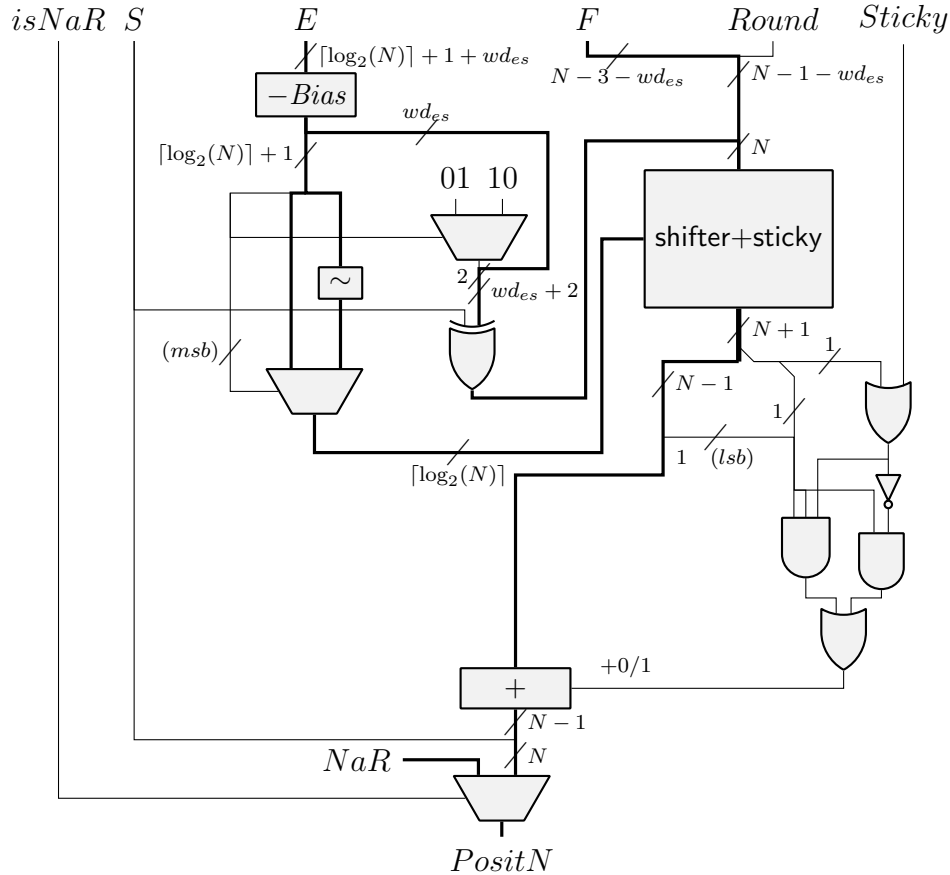 isNaR S E F Round Sticky
⌈log₂(N)⌉ + 1 + wd_es
N − 3 − wd_es
N − 1 − wd_es
−Bias
wd_es
⌈log₂(N)⌉ + 1
N
01 10
shifter+sticky
2
∼
wd_es + 2
N + 1
(msb)
1
N − 1
1
1
(lsb)
⌈log₂(N)⌉
+0/1
+
N − 1
NaR
N
PositN